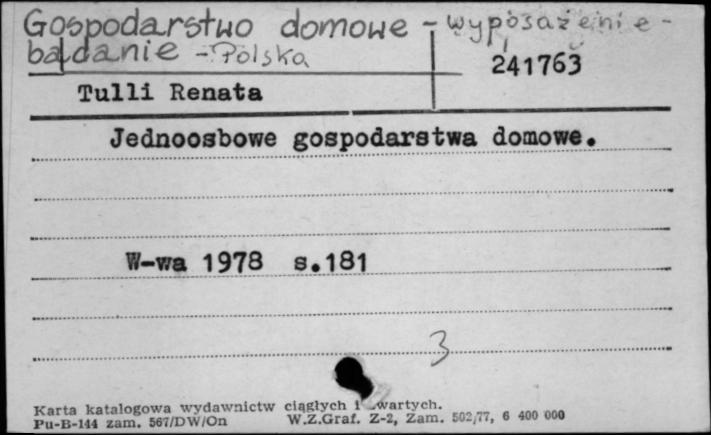 Gospodarstwo domowe - wyposażenie -
badanie - Polska
241763
Tulli Renata
Jednoosbowe gospodarstwa domowe.
W-wa 1978 s.181
3
Karta katalogowa wydawnictw ciągłych i wartych.
Pu-B-144 zam. 567/DW/On W.Z.Graf. Z-2, Zam. 502/77, 6 400 000